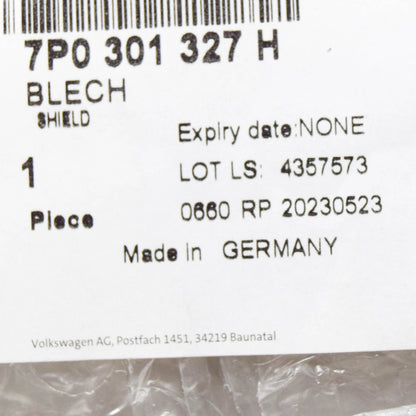 7P0 301 327 H
BLECH
SHIELD
Expiry date:NONE
1 LOT LS: 4357573
Piece 0660 RP 20230523
Made in GERMANY
Volkswagen AG, Postfach 1451, 34219 Baunatal